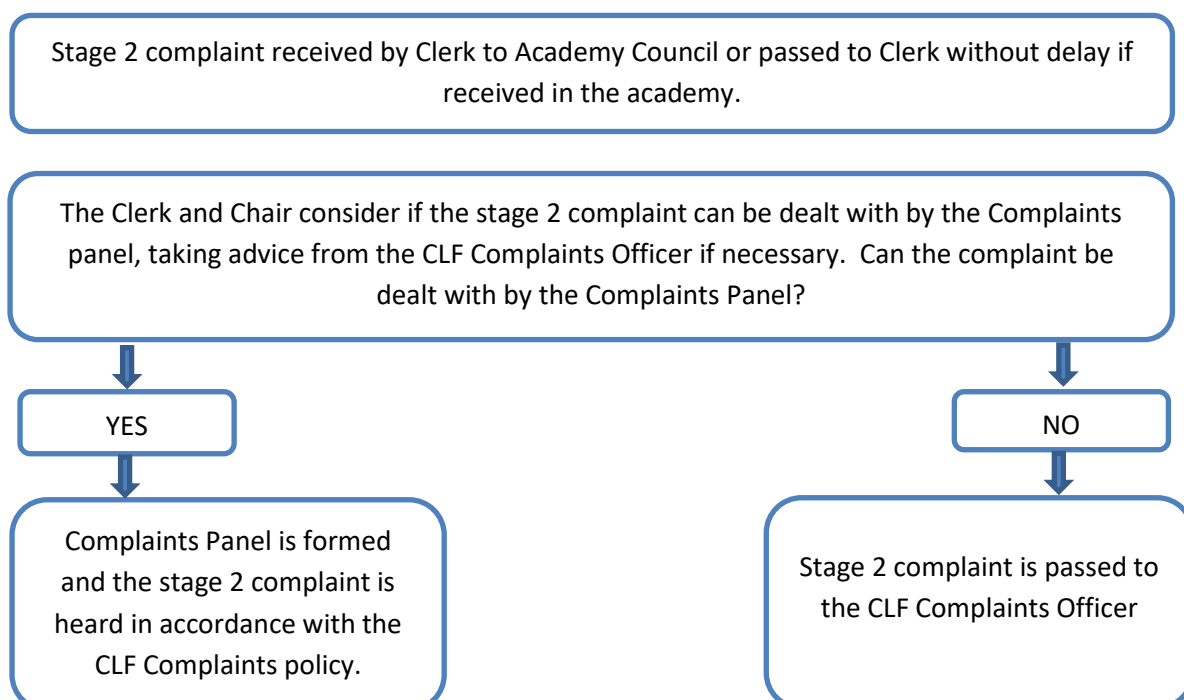 Stage 2 complaint received by Clerk to Academy Council or passed to Clerk without delay if
received in the academy.
The Clerk and Chair consider if the stage 2 complaint can be dealt with by the Complaints
panel, taking advice from the CLF Complaints Officer if necessary.  Can the complaint be
dealt with by the Complaints Panel?
YES
NO
Complaints Panel is formed
and the stage 2 complaint is
heard in accordance with the
CLF Complaints policy.
Stage 2 complaint is passed to
the CLF Complaints Officer